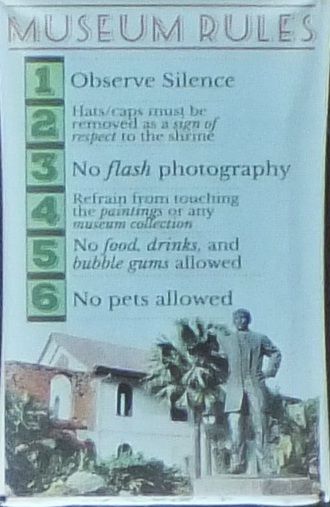 MUSEUM RULES
1 Observe Silence
2 Hats/caps must be
removed as a sign of
respect to the shrine
3 No flash photography
4 Refrain from touching
the paintings or any
museum collection
5 No food, drinks, and
bubble gums allowed
6 No pets allowed